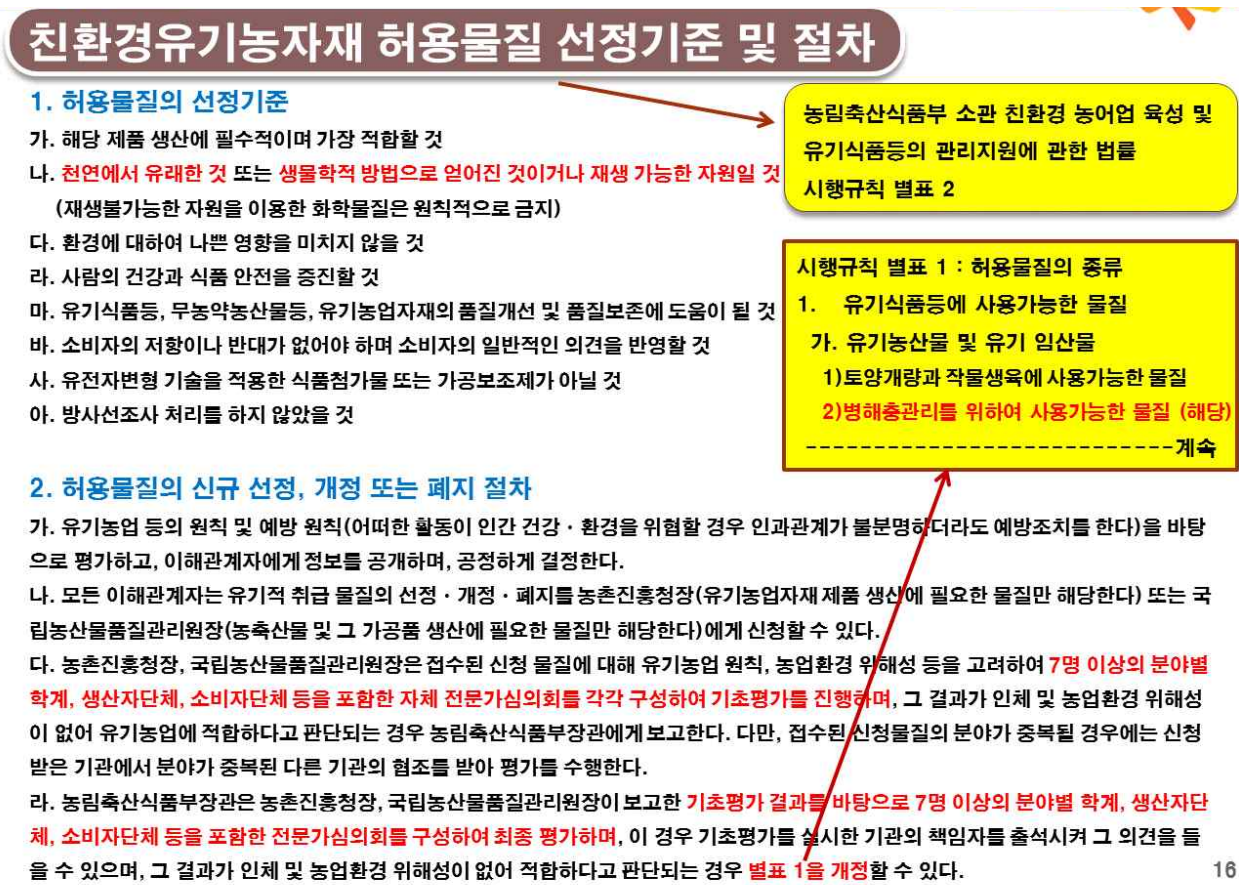 친환경유기농자재 허용물질 선정기준 및 절차
1. 허용물질의 선정기준
가. 해당 제품 생산에 필수적이며 가장 적합할 것
나. 천연에서 유래한 것 또는 생물학적 방법으로 얻어진 것이거나 재생 가능한 자원일 것
(재생불가능한 자원을 이용한 화학물질은 원칙적으로 금지)
다. 환경에 대하여 나쁜 영향을 미치지 않을 것
라. 사람의 건강과 식품 안전을 증진할 것
마. 유기식품등, 무농약농산물등, 유기농업자재의 품질개선 및 품질보존에 도움이 될 것
바. 소비자의 저항이나 반대가 없어야 하며 소비자의 일반적인 의견을 반영할 것
사. 유전자변형 기술을 적용한 식품첨가물 또는 가공보조제가 아닐 것
아. 방사선조사 처리를 하지 않았을 것
농림축산식품부 소관 친환경 농어업 육성 및
유기식품등의 관리지원에 관한 법률
시행규칙 별표 2
시행규칙 별표 1 : 허용물질의 종류
1. 유기식품등에 사용가능한 물질
가. 유기농산물 및 유기 임산물
1)토양개량과 작물생육에 사용가능한 물질
2)병해충관리를 위하여 사용가능한 물질 (해당)
----------------------------계속
2. 허용물질의 신규 선정, 개정 또는 폐지 절차
가. 유기농업 등의 원칙 및 예방 원칙(어떠한 활동이 인간 건강 · 환경을 위협할 경우 인과관계가 불분명하더라도 예방조치를 한다)을 바탕
으로 평가하고, 이해관계자에게 정보를 공개하며, 공정하게 결정한다.
나. 모든 이해관계자는 유기적 취급 물질의 선정 · 개정 · 폐지를 농촌진흥청장(유기농업자재 제품 생산에 필요한 물질만 해당한다) 또는 국
립농산물품질관리원장(농축산물 및 그 가공품 생산에 필요한 물질만 해당한다)에게 신청할 수 있다.
다. 농촌진흥청장, 국립농산물품질관리원장은 접수된 신청 물질에 대해 유기농업 원칙, 농업환경 위해성 등을 고려하여 7명 이상의 분야별
학계, 생산자단체, 소비자단체 등을 포함한 자체 전문가심의회를 각각 구성하여 기초평가를 진행하며, 그 결과가 인체 및 농업환경 위해성
이 없어 유기농업에 적합하다고 판단되는 경우 농림축산식품부장관에게 보고한다. 다만, 접수된 신청물질의 분야가 중복될 경우에는 신청
받은 기관에서 분야가 중복된 다른 기관의 협조를 받아 평가를 수행한다.
라. 농림축산식품부장관은 농촌진흥청장, 국립농산물품질관리원장이 보고한 기초평가 결과를 바탕으로 7명 이상의 분야별 학계, 생산자단
체, 소비자단체 등을 포함한 전문가심의회를 구성하여 최종 평가하며, 이 경우 기초평가를 실시한 기관의 책임자를 출석시켜 그 의견을 들
을 수 있으며, 그 결과가 인체 및 농업환경 위해성이 없어 적합하다고 판단되는 경우 별표 1을 개정할 수 있다.
16